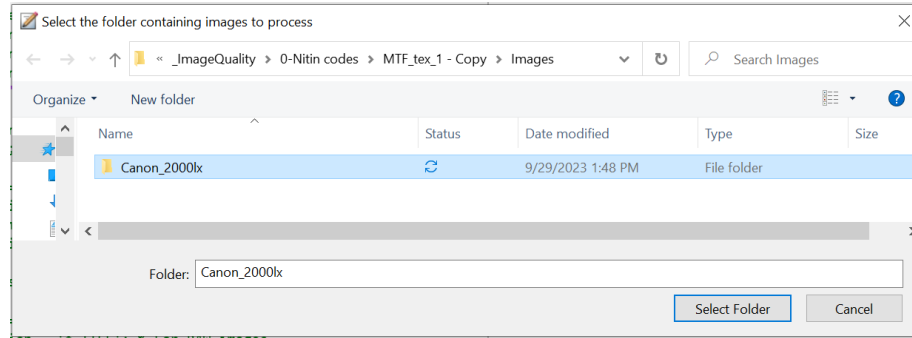 Select the folder containing images to process
« _ImageQuality > 0-Nitin codes > MTF_tex_1 - Copy > Images
Search Images
Organize
New folder
Name Status Date modified Type Size
Canon_2000lx 9/29/2023 1:48 PM File folder
Folder: Canon_2000lx
Select Folder Cancel